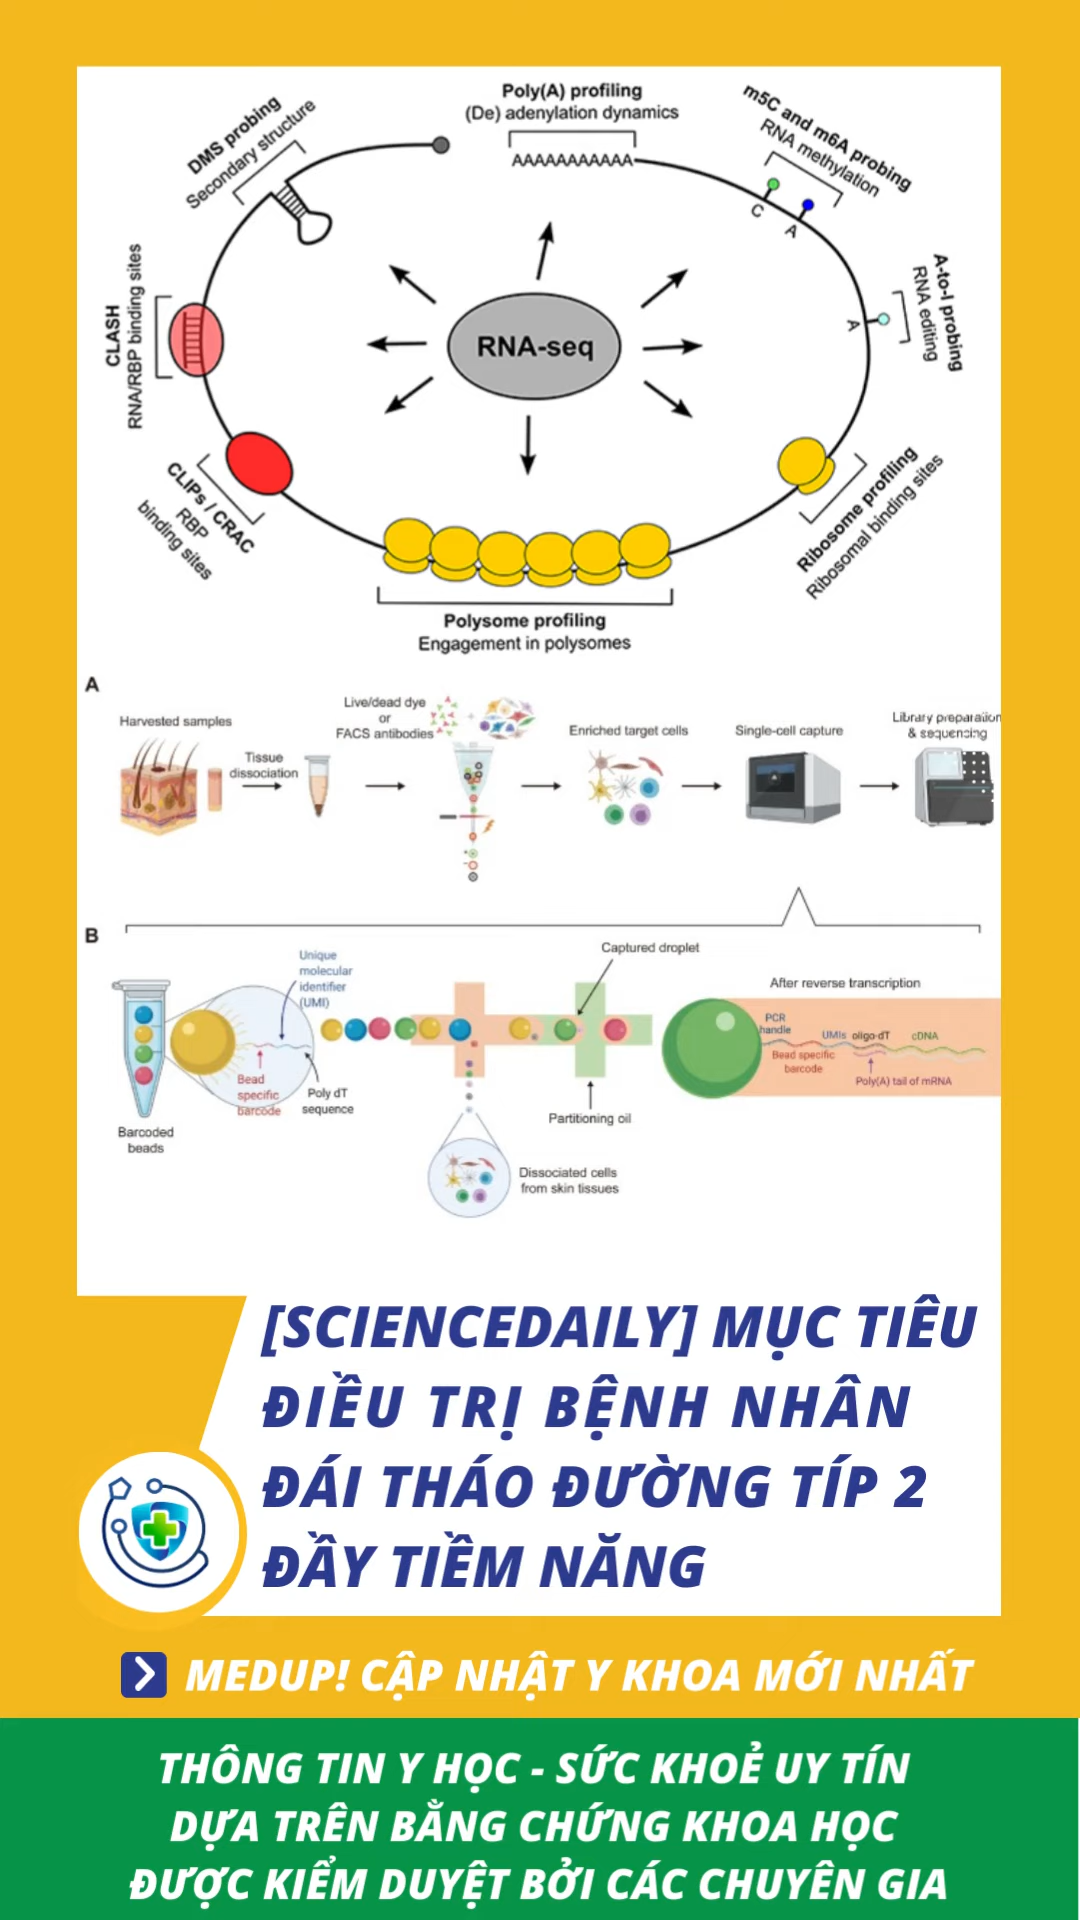 Poly(A) profiling
(De) adenylation dynamics
AAAAAAAAAAA
DMS probing
Secondary structure
m5C and m6A probing
RNA methylation
C
A
A-to-I probing
RNA editing
A
CLASH
RNA/RBP binding sites
RNA-seq
CLIPs / CRAC
RBP
binding sites
Ribosome profiling
Ribosomal binding sites
Polysome profiling
Engagement in polysomes
A
Harvested samples
Tissue
dissociation
Live/dead dye
or
FACS antibodies
Enriched target cells
Single-cell capture
Library preparation
& sequencing
B
Unique
molecular
identifier
(UMI)
Bead
specific
barcode
Poly dT
sequence
Barcoded
beads
Captured droplet
Partitioning oil
Dissociated cells
from skin tissues
After reverse transcription
PCR
handle
UMIs oligo-dT cDNA
Bead specific
barcode
Poly(A) tail of mRNA
[SCIENCEDAILY] MỤC TIÊU
ĐIỀU TRỊ BỆNH NHÂN
ĐÁI THÁO ĐƯỜNG TÍP 2
ĐẦY TIỀM NĂNG
MEDUP! CẬP NHẬT Y KHOA MỚI NHẤT
THÔNG TIN Y HỌC - SỨC KHOẺ UY TÍN
DỰA TRÊN BẰNG CHỨNG KHOA HỌC
ĐƯỢC KIỂM DUYỆT BỞI CÁC CHUYÊN GIA